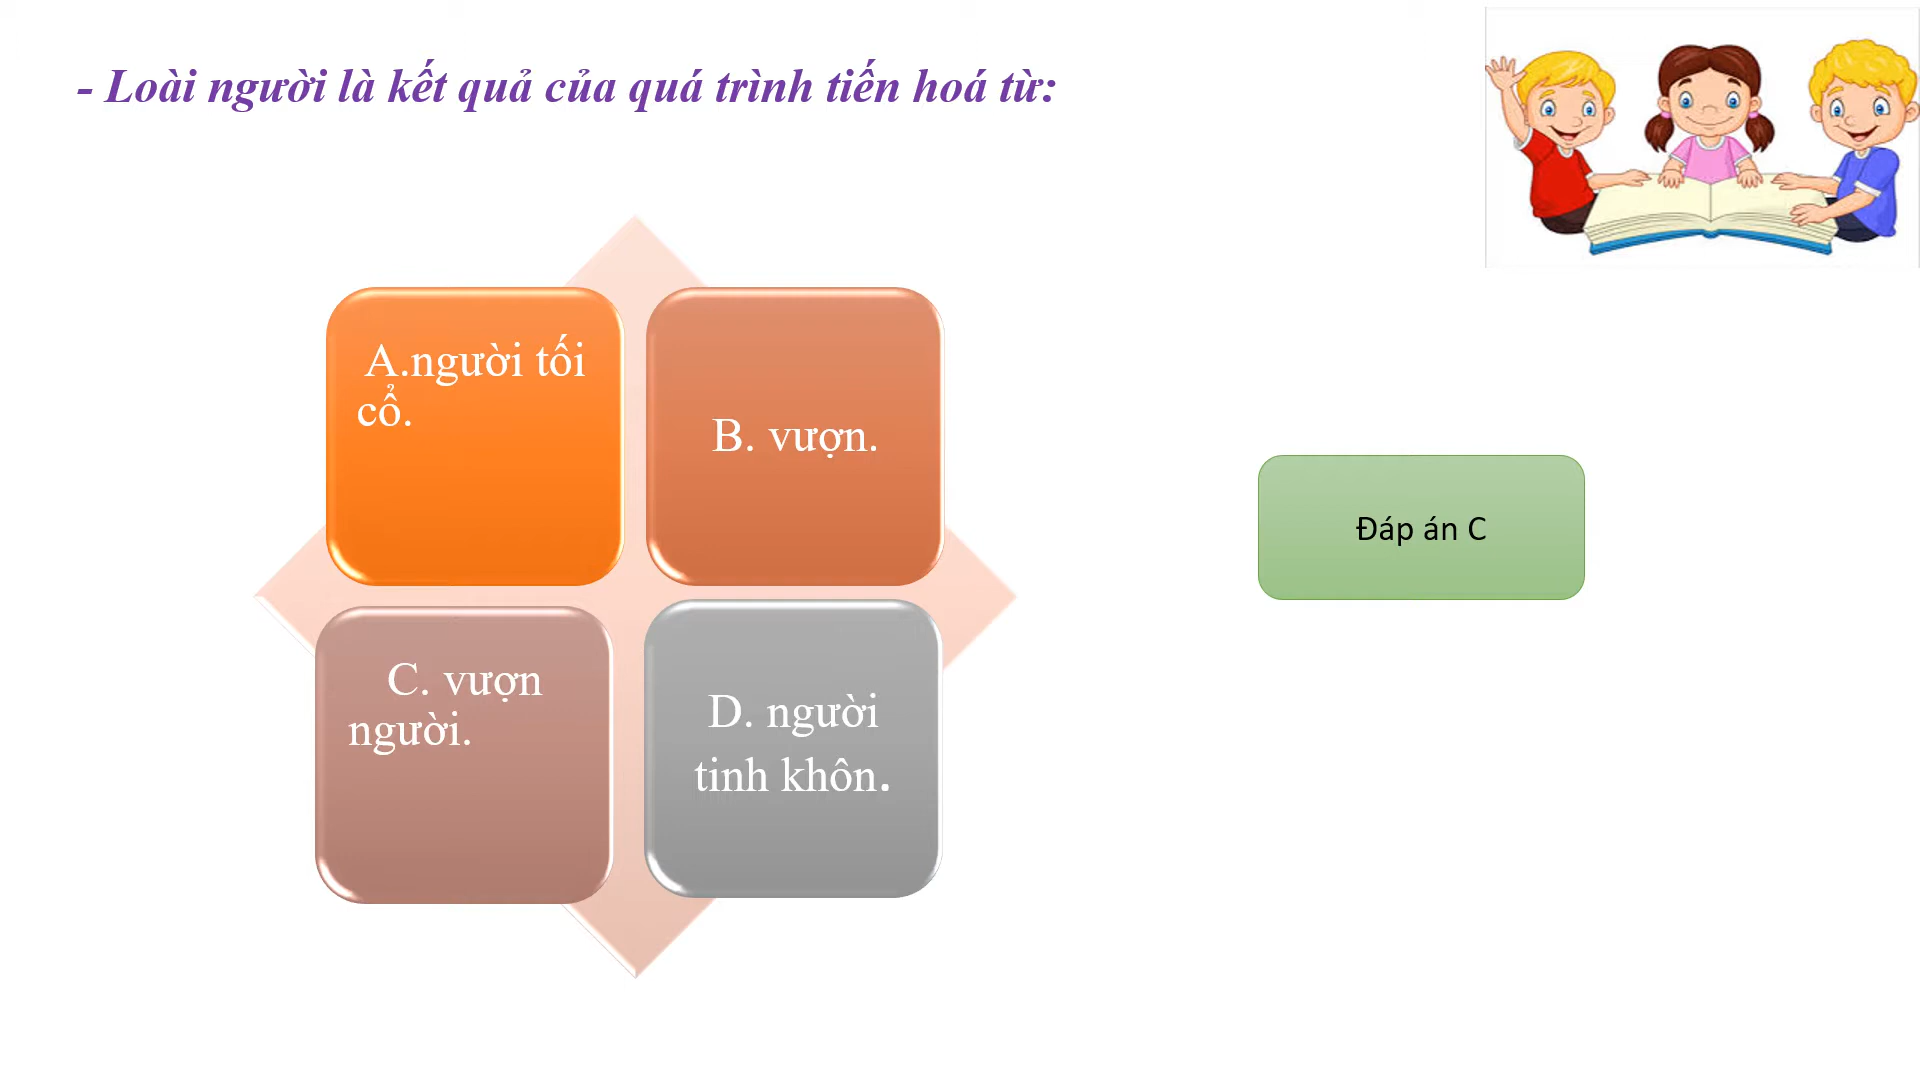 - Loài người là kết quả của quá trình tiến hoá từ:
A.người tối
cổ.
B. vượn.
C. vượn
người.
D. người
tinh khôn.
Đáp án C